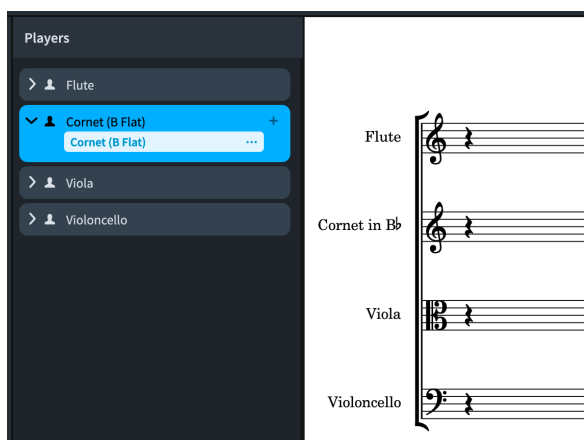 Players
Flute
Cornet (B Flat)
Cornet (B Flat)
Viola
Violoncello
Flute
Cornet in B♭
Viola
Violoncello